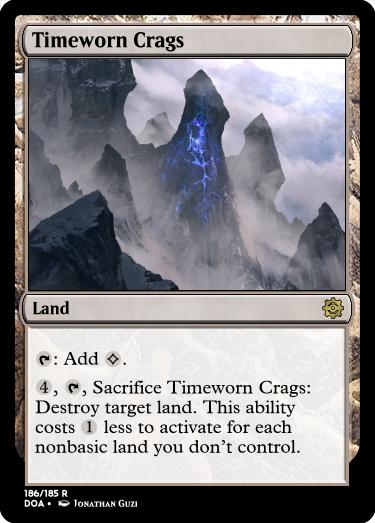 Timeworn Crags
Land
: Add .
4, , Sacrifice Timeworn Crags:
Destroy target land. This ability
costs 1 less to activate for each
nonbasic land you don't control.
186/185 R
DOA • Jonathan Guzi